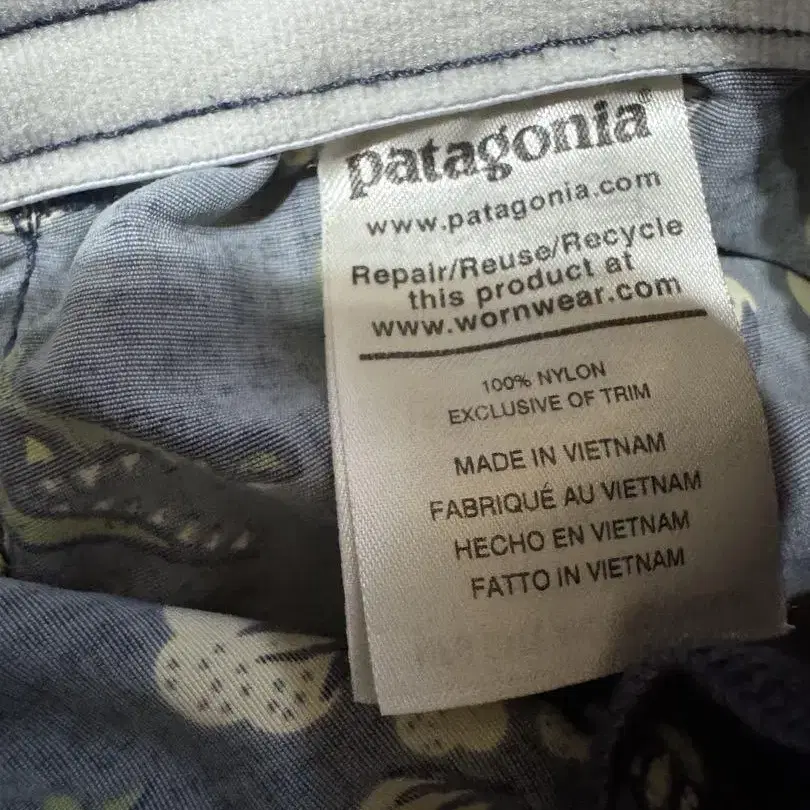 patagonia®
www.patagonia.com
Repair/Reuse/Recycle
this product at
www.wornwear.com
100% NYLON
EXCLUSIVE OF TRIM
MADE IN VIETNAM
FABRIQUÉ AU VIETNAM
HECHO EN VIETNAM
FATTO IN VIETNAM